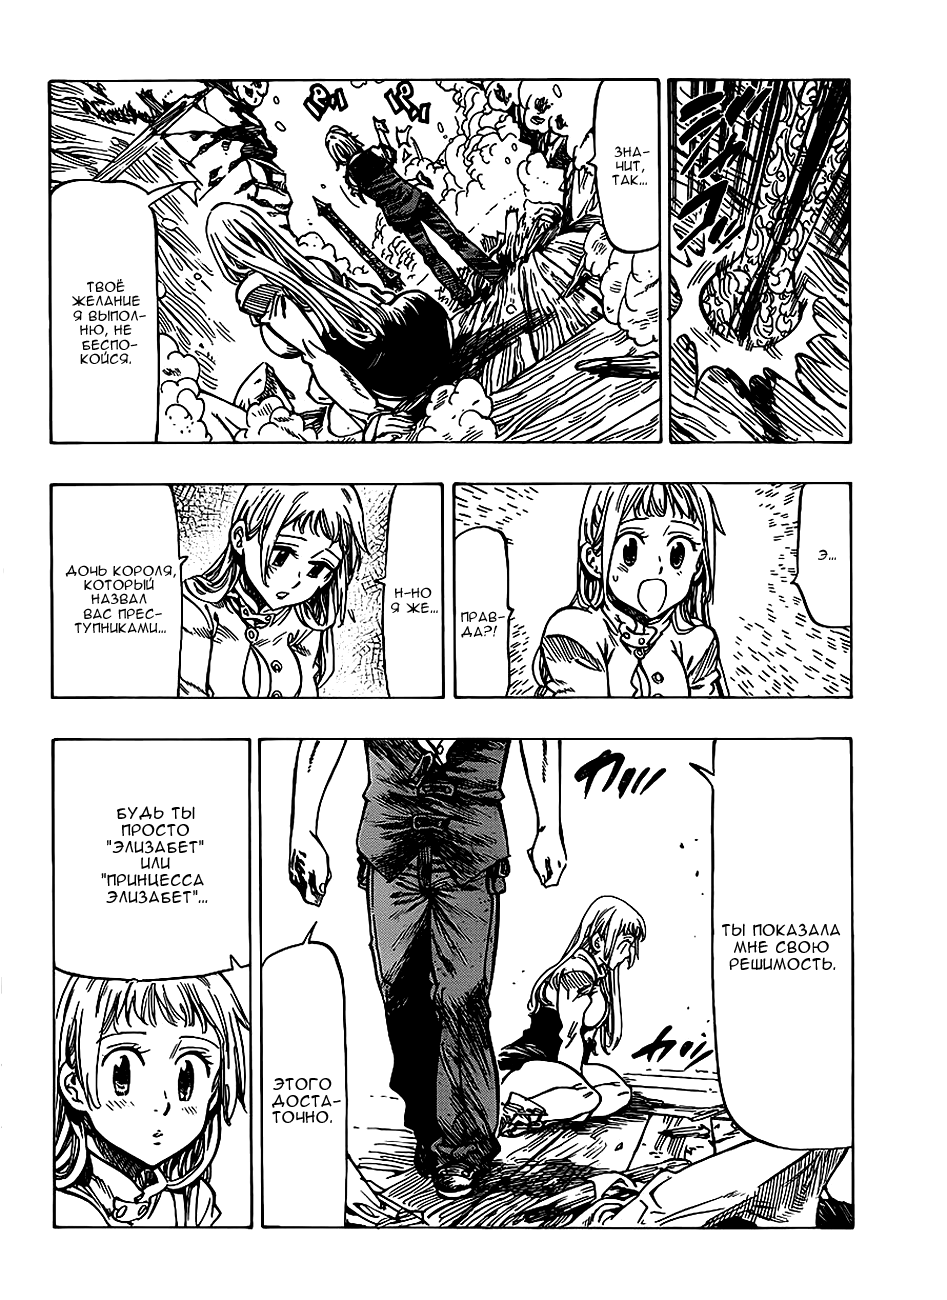 ЗНА-
ЧИТ,
ТАК...
ТВОЁ
ЖЕЛАНИЕ
Я ВЫПОЛ-
НЮ, НЕ
БЕСПО-
КОЙСЯ.
Э...
ПРАВ-
ДА?!
Н-НО
Я ЖЕ...
ДОЧЬ КОРОЛЯ,
КОТОРЫЙ
НАЗВАЛ
ВАС ПРЕС-
ТУПНИКАМИ...
ТЫ ПОКАЗАЛА
МНЕ СВОЮ
РЕШИМОСТЬ.
ЭТОГО
ДОСТА-
ТОЧНО.
БУДЬ ТЫ
ПРОСТО
"ЭЛИЗАБЕТ"
ИЛИ
"ПРИНЦЕССА
ЭЛИЗАБЕТ"...